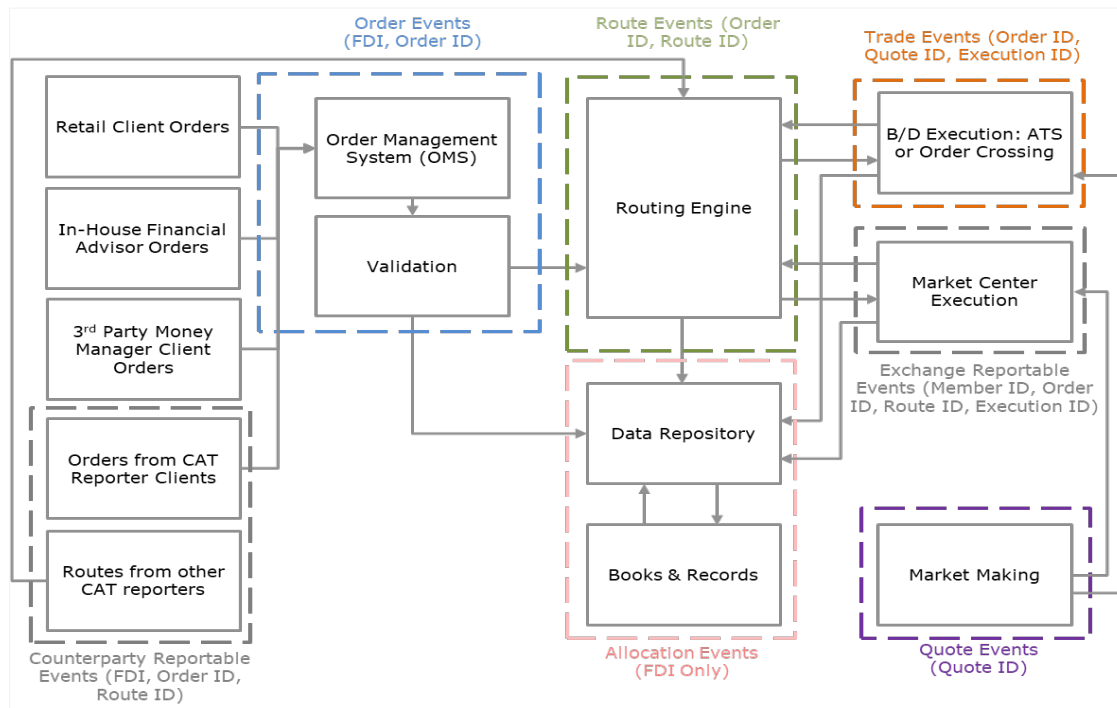 Order Events
(FDI, Order ID)
Route Events (Order
ID, Route ID)
Trade Events (Order ID,
Quote ID, Execution ID)
Retail Client Orders
In-House Financial
Advisor Orders
3rd Party Money
Manager Client
Orders
Orders from CAT
Reporter Clients
Routes from other
CAT reporters
Counterparty Reportable
Events (FDI, Order ID,
Route ID)
Order Management
System (OMS)
Validation
Routing Engine
Data Repository
Books & Records
Allocation Events
(FDI Only)
B/D Execution: ATS
or Order Crossing
Market Center
Execution
Exchange Reportable
Events (Member ID, Order
ID, Route ID, Execution ID)
Market Making
Quote Events
(Quote ID)